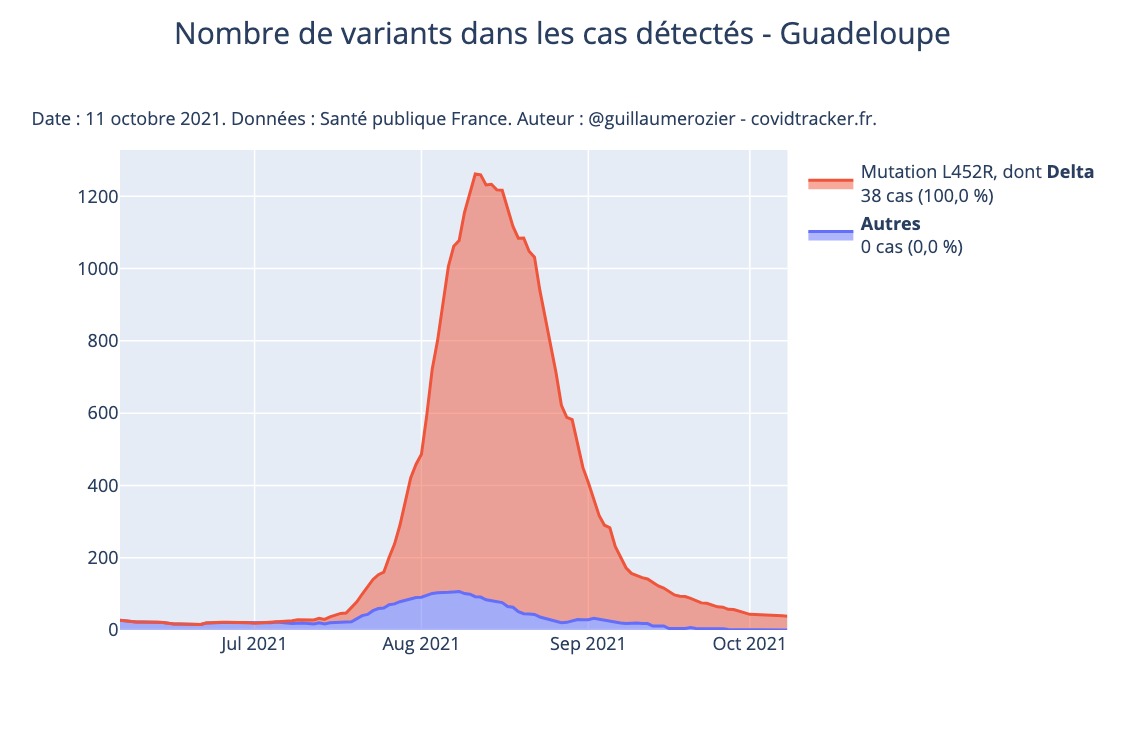 Nombre de variants dans les cas détectés - Guadeloupe
Date : 11 octobre 2021. Données : Santé publique France. Auteur : @guillaumerozier - covidtracker.fr.
Mutation L452R, dont Delta
38 cas (100,0 %)
Autres
0 cas (0,0 %)
1200
1000
800
600
400
200
0
Jul 2021
Aug 2021
Sep 2021
Oct 2021